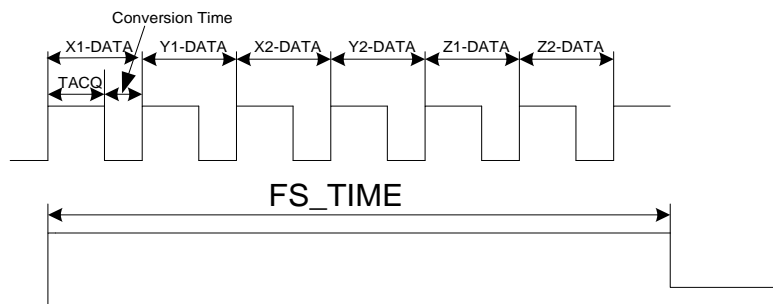 Conversion Time
X1-DATA Y1-DATA X2-DATA Y2-DATA Z1-DATA Z2-DATA
TACQ
FS_TIME